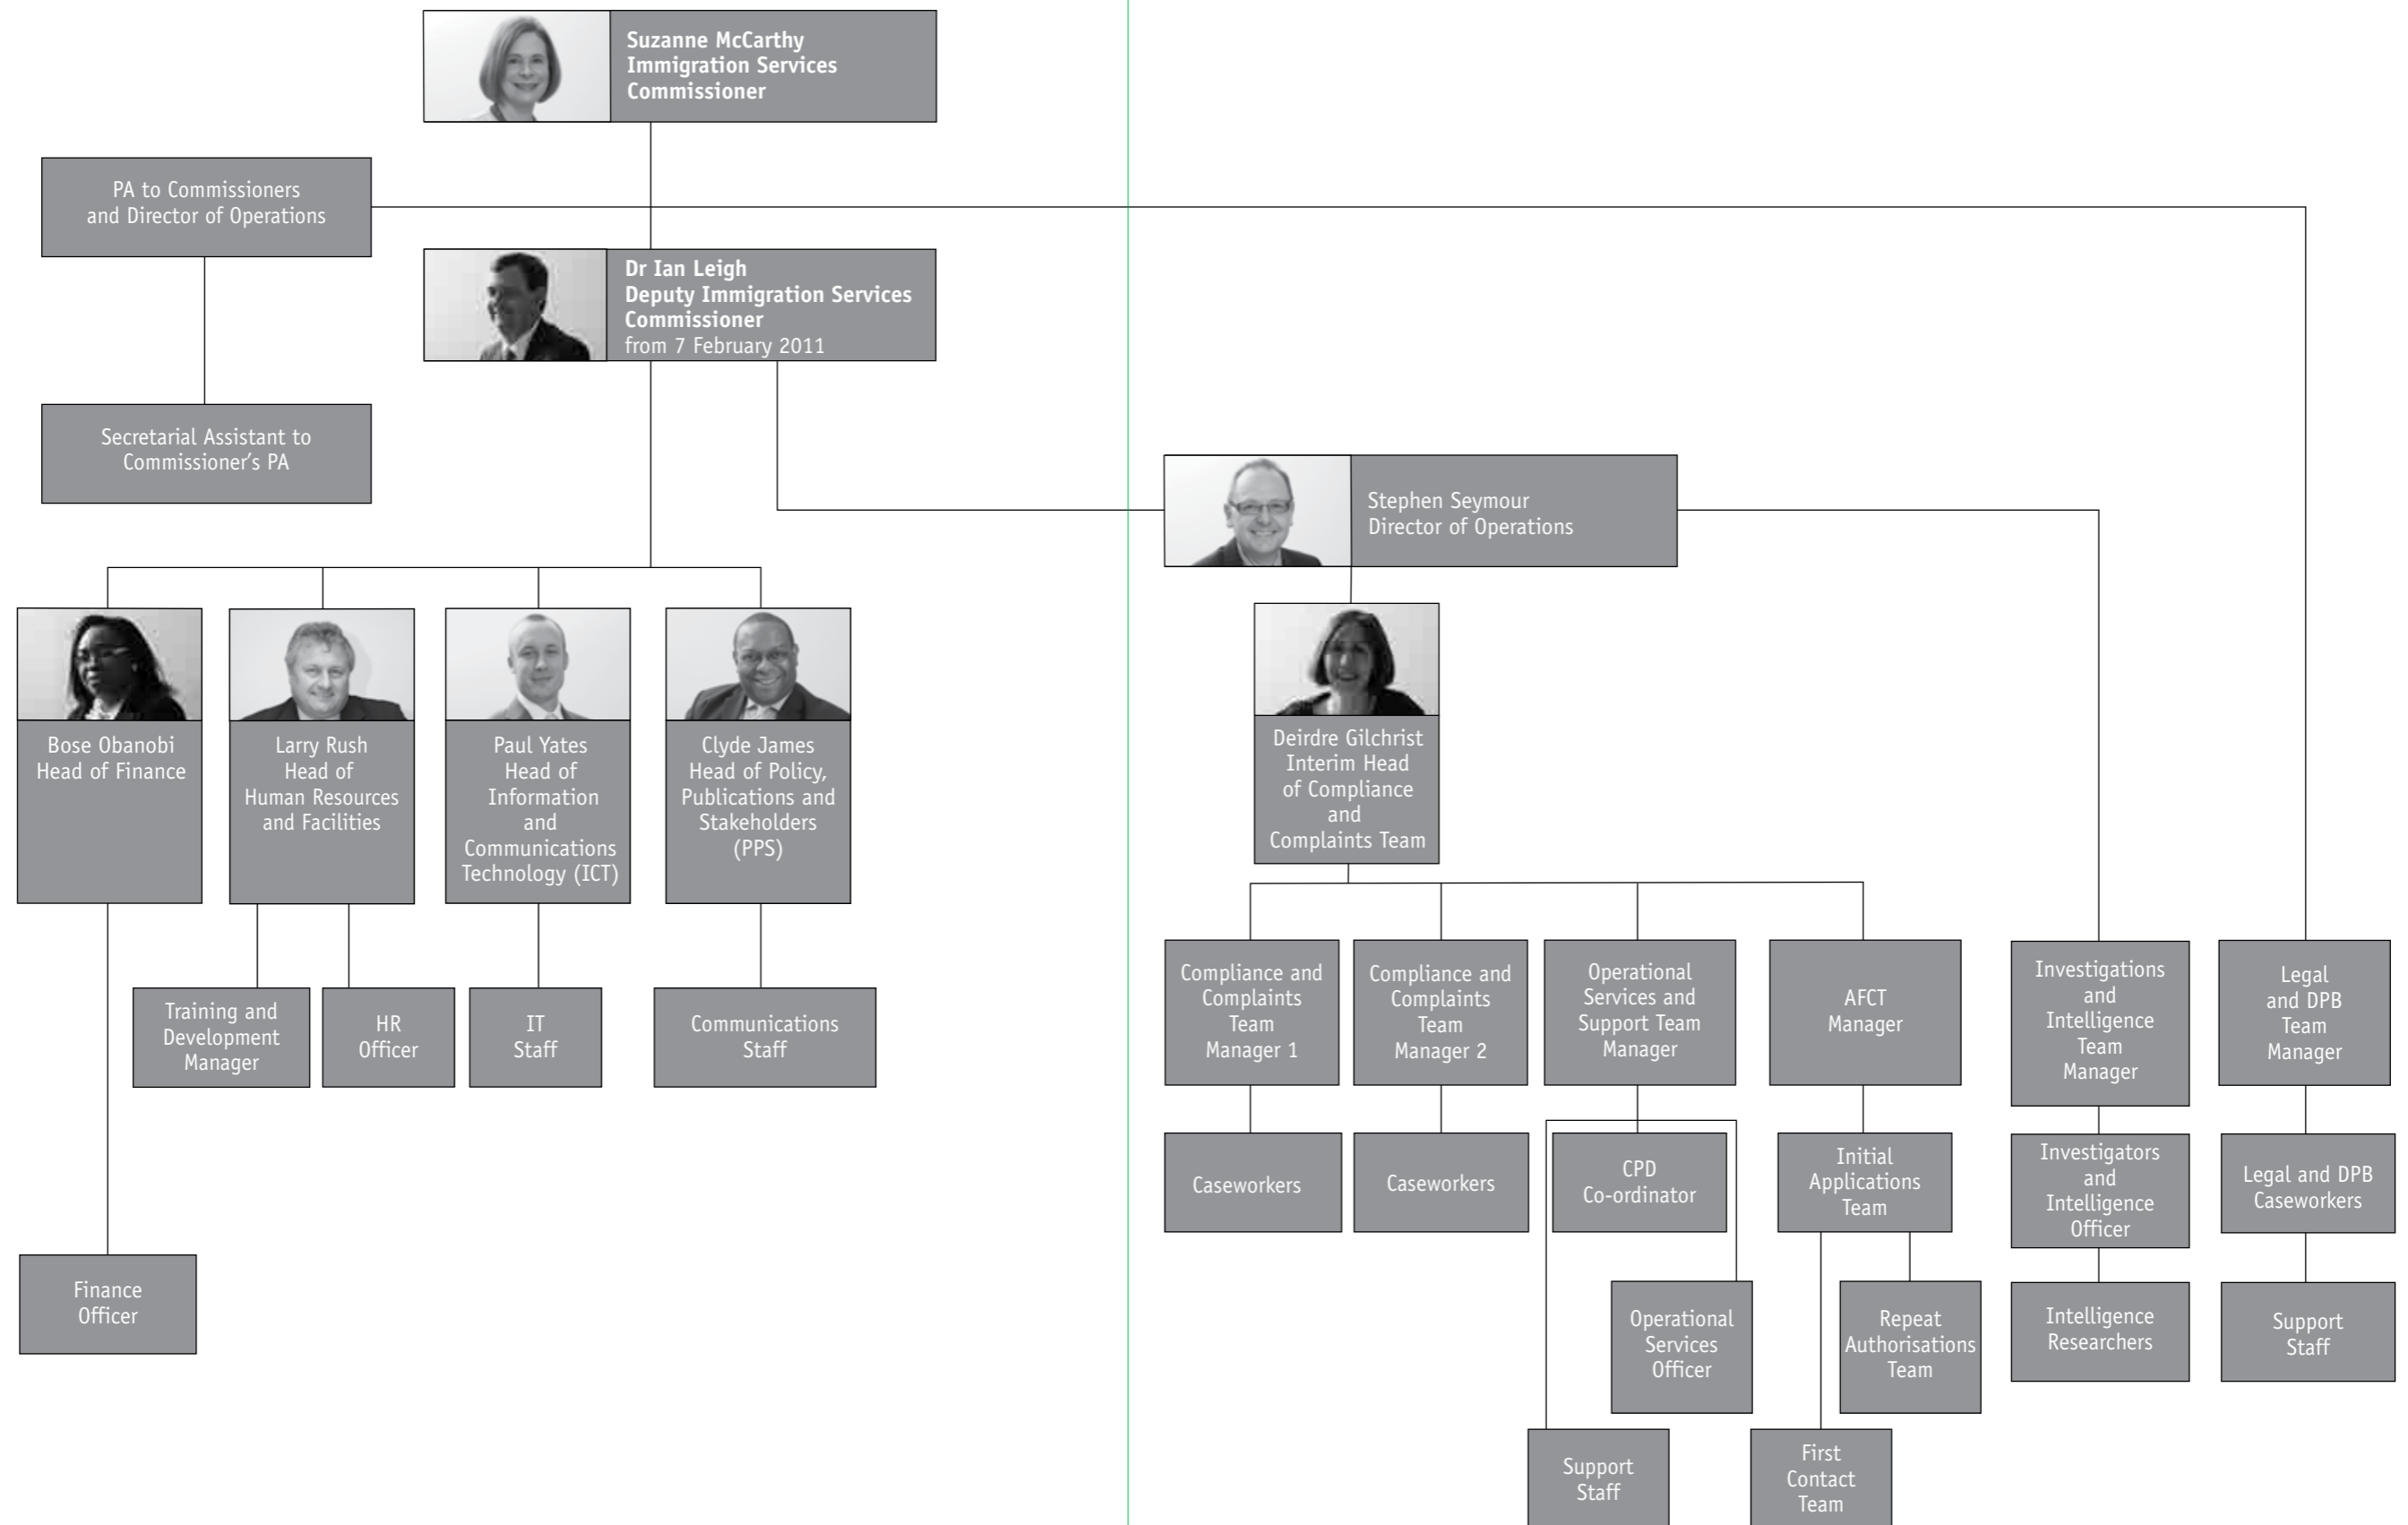 Suzanne McCarthy
Immigration Services
Commissioner
PA to Commissioners
and Director of Operations
Dr Ian Leigh
Deputy Immigration Services
Commissioner
from 7 February 2011
Secretarial Assistant to
Commissioner's PA
Stephen Seymour
Director of Operations
Bose Obanobi
Head of Finance
Larry Rush
Head of
Human Resources
and Facilities
Paul Yates
Head of
Information
and
Communications
Technology (ICT)
Clyde James
Head of Policy,
Publications and
Stakeholders
(PPS)
Deirdre Gilchrist
Interim Head
of Compliance
and
Complaints Team
Training and
Development
Manager
HR
Officer
IT
Staff
Communications
Staff
Compliance and
Complaints
Team
Manager 1
Compliance and
Complaints
Team
Manager 2
Operational
Services and
Support Team
Manager
AFCT
Manager
Investigations
and
Intelligence
Team
Manager
Legal
and DPB
Team
Manager
Caseworkers
Caseworkers
CPD
Co-ordinator
Initial
Applications
Team
Investigators
and
Intelligence
Officer
Legal and DPB
Caseworkers
Finance
Officer
Operational
Services
Officer
Repeat
Authorisations
Team
Intelligence
Researchers
Support
Staff
Support
Staff
First
Contact
Team